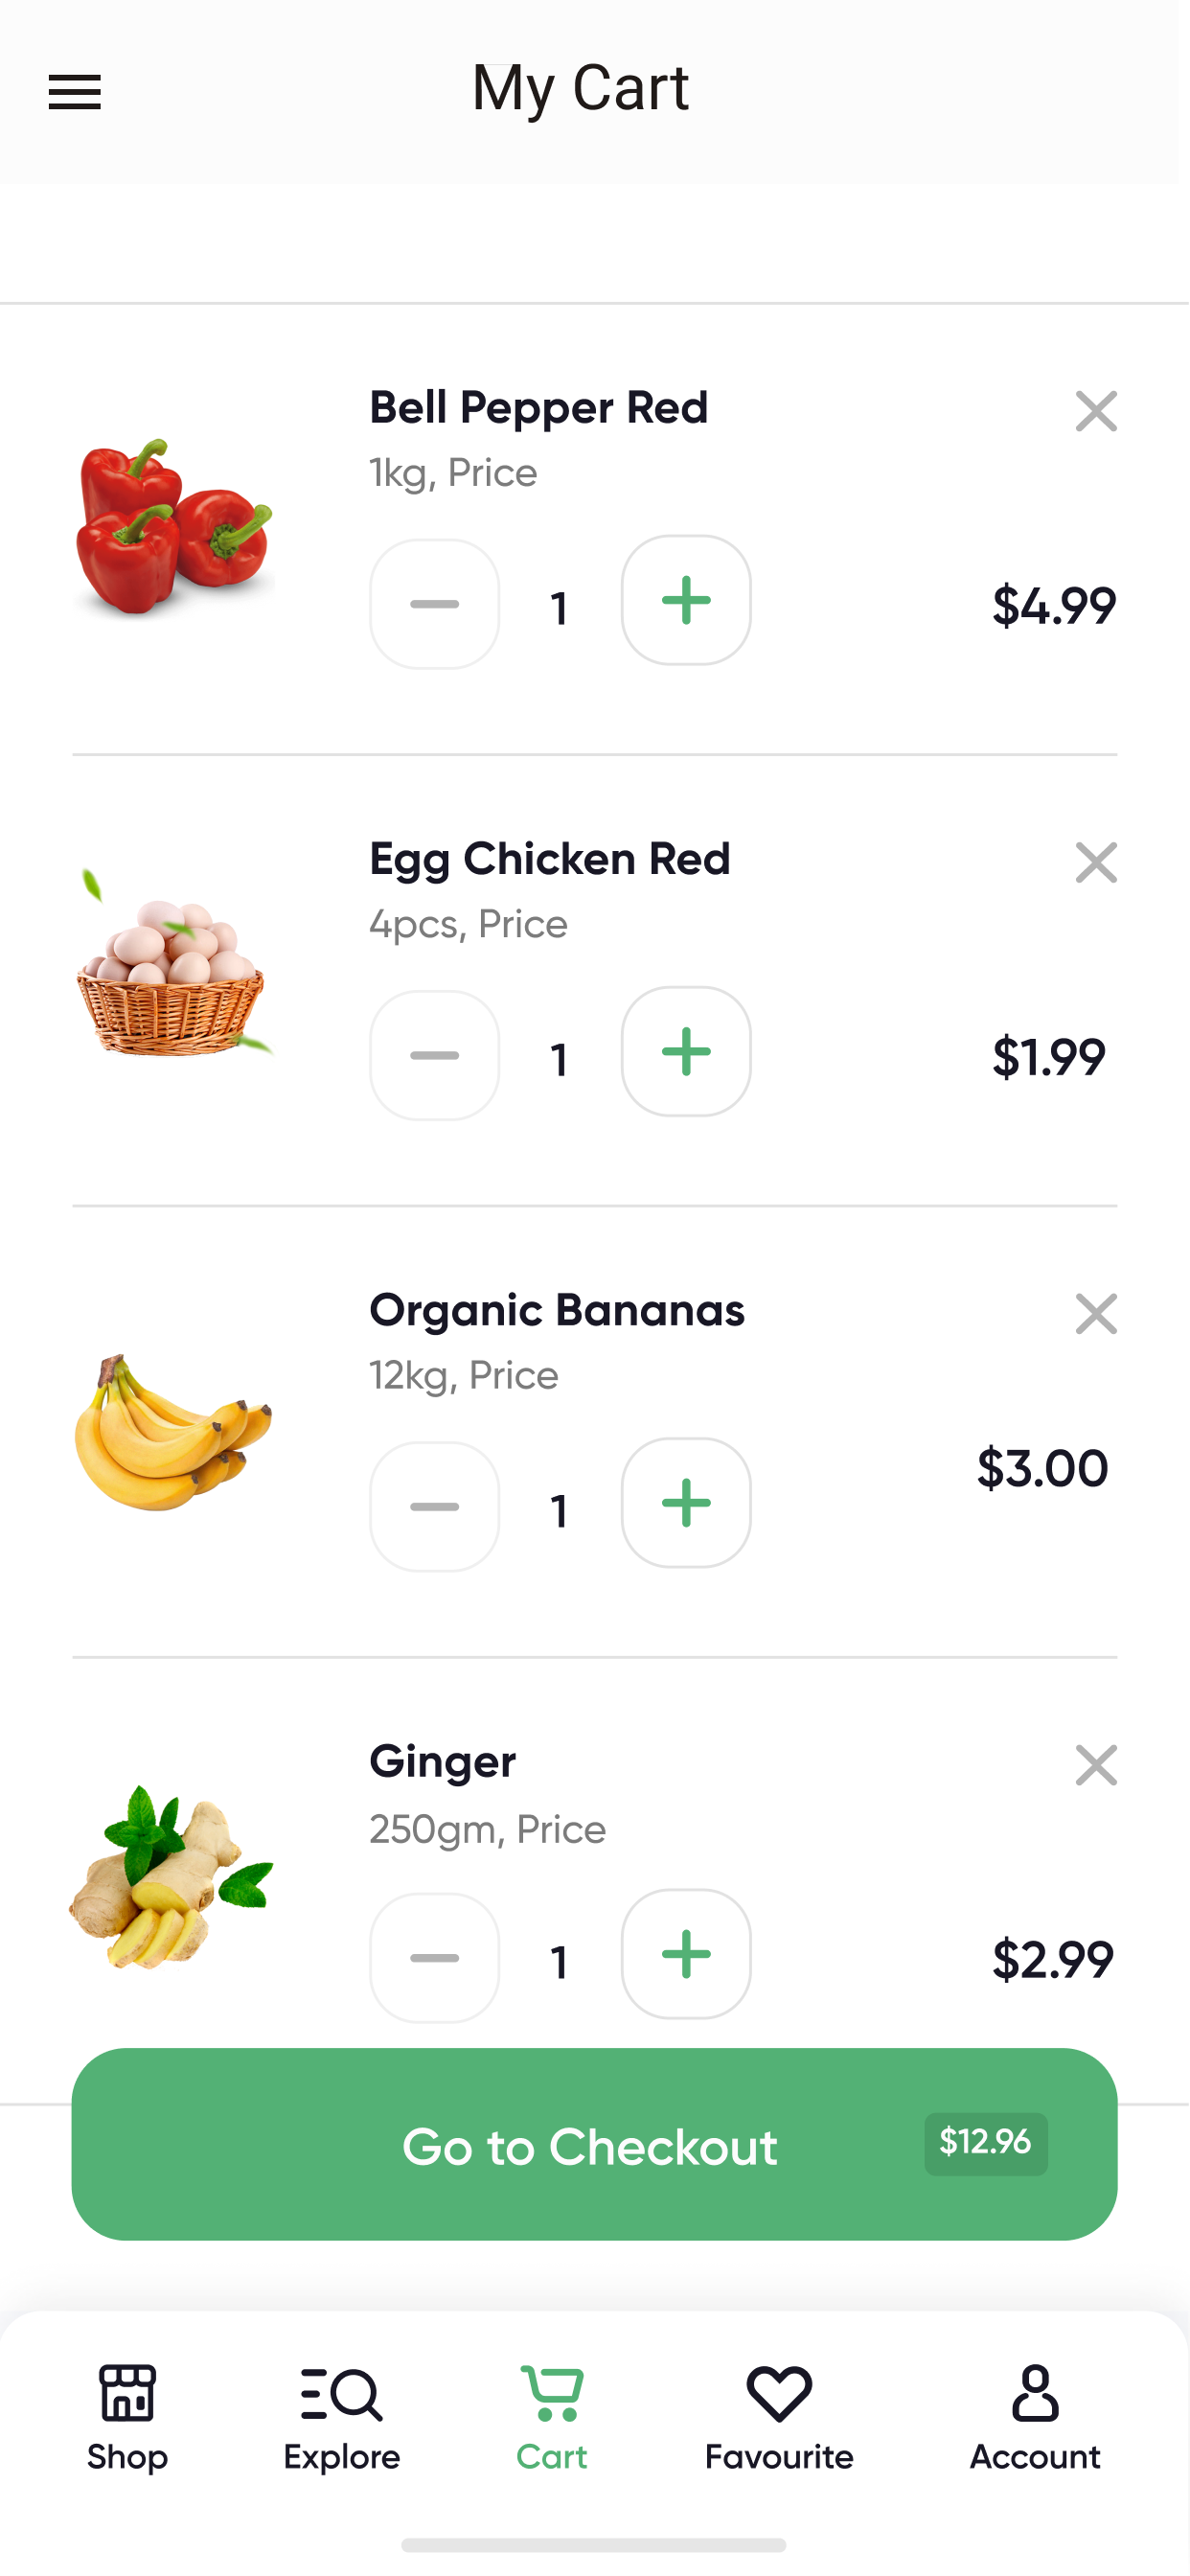 My Cart
Bell Pepper Red
1kg, Price
1
$4.99
Egg Chicken Red
4pcs, Price
1
$1.99
Organic Bananas
12kg, Price
1
$3.00
Ginger
250gm, Price
1
$2.99
Go to Checkout $12.96
Shop Explore Cart Favourite Account